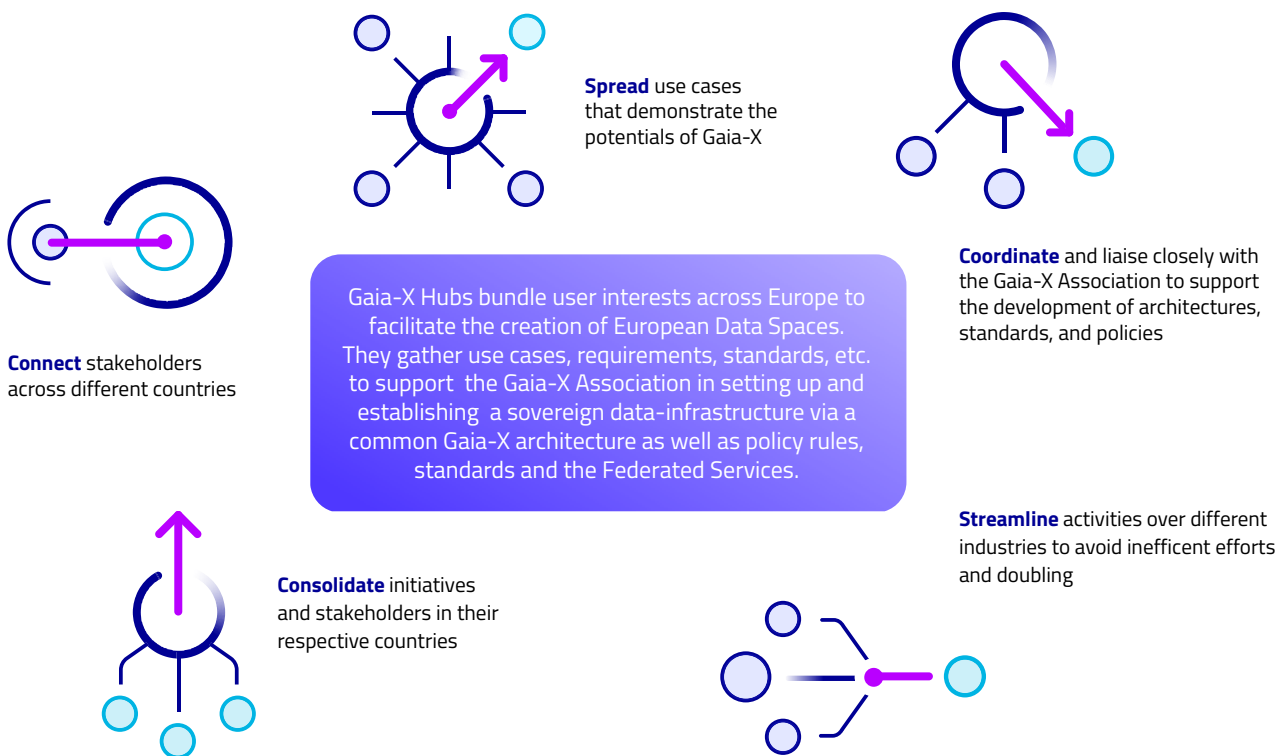 Spread use cases
that demonstrate the
potentials of Gaia-X
Coordinate and liaise closely with
the Gaia-X Association to support
the development of architectures,
standards, and policies
Connect stakeholders
across different countries
Gaia-X Hubs bundle user interests across Europe to
facilitate the creation of European Data Spaces.
They gather use cases, requirements, standards, etc.
to support the Gaia-X Association in setting up and
establishing a sovereign data-infrastructure via a
common Gaia-X architecture as well as policy rules,
standards and the Federated Services.
Streamline activities over different
industries to avoid inefficent efforts
and doubling
Consolidate initiatives
and stakeholders in their
respective countries